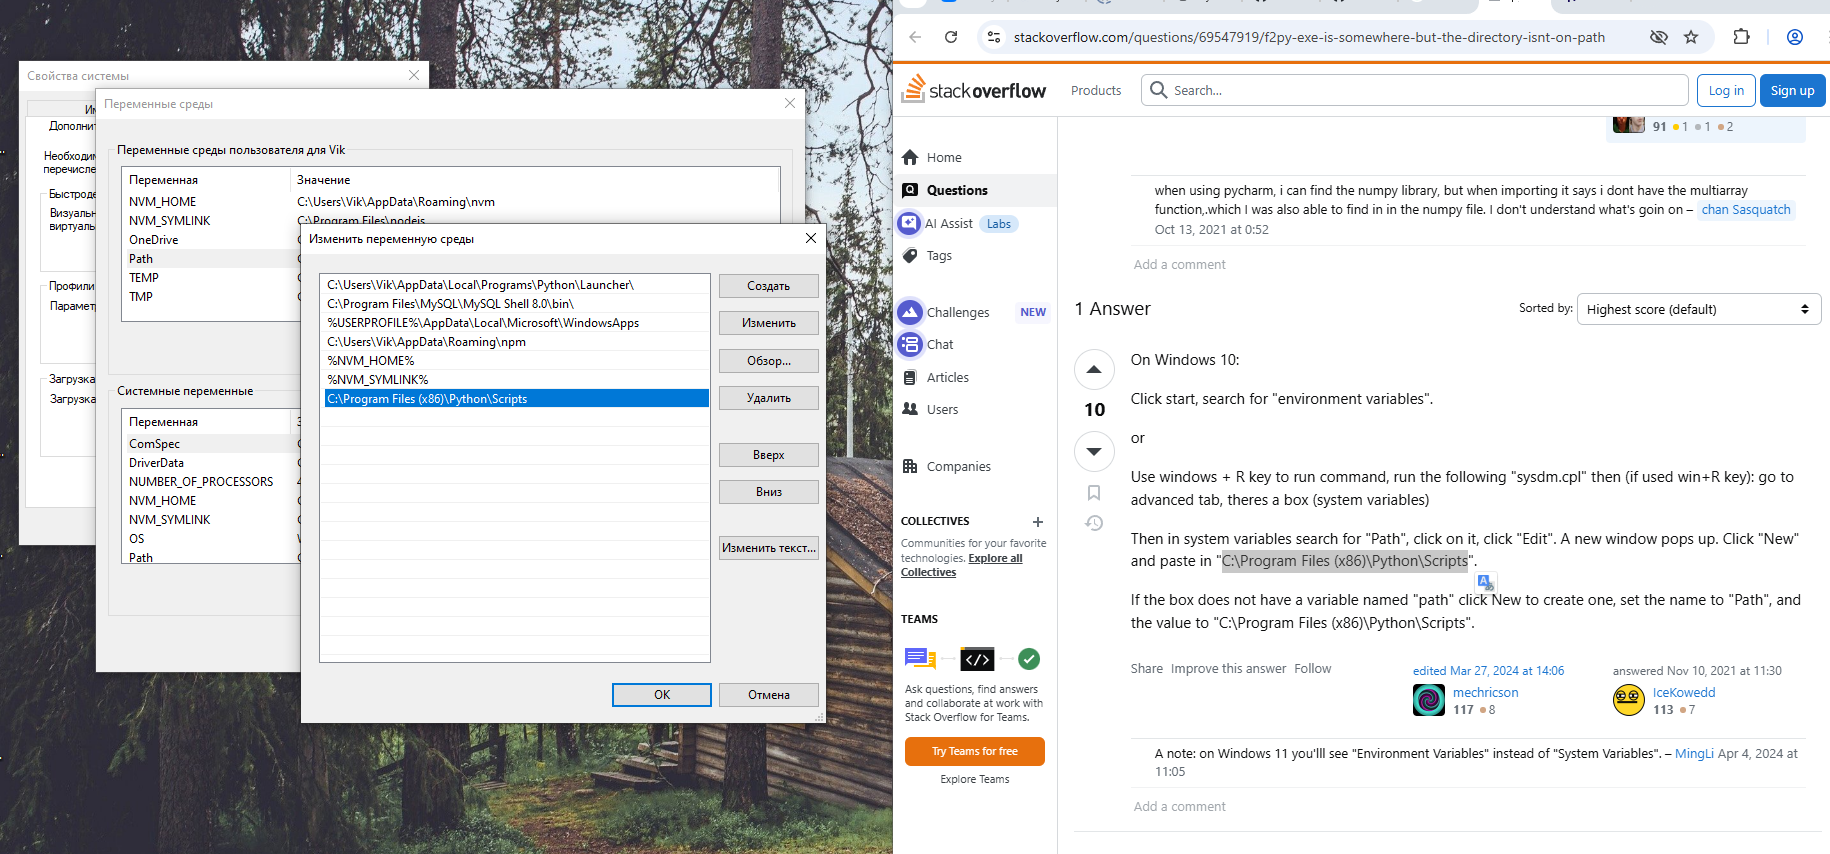 Свойства системы
Им
Дополнит
Необходим
перечисле
Быстроде
Визуальн
виртуаль
Профили
Параметр
Загрузка
Загрузка
Переменные среды
Переменные среды пользователя для Vik
Переменная Значение
NVM_HOME C:\Users\Vik\AppData\Roaming\nvm
NVM_SYMLINK C:\Program Files\nodejs
OneDrive
Path
TEMP
TMP
Системные переменные
Переменная
ComSpec
DriverData
NUMBER_OF_PROCESSORS
NVM_HOME
NVM_SYMLINK
OS
Path
Изменить переменную среды
C:\Users\Vik\AppData\Local\Programs\Python\Launcher\
C:\Program Files\MySQL\MySQL Shell 8.0\bin\
%USERPROFILE%\AppData\Local\Microsoft\WindowsApps
C:\Users\Vik\AppData\Roaming\npm
%NVM_HOME%
%NVM_SYMLINK%
C:\Program Files (x86)\Python\Scripts
Создать
Изменить
Обзор...
Удалить
Вверх
Вниз
Изменить текст...
OK
Отмена
stackoverflow.com/questions/69547919/f2py-exe-is-somewhere-but-the-directory-isnt-on-path
stackoverflow
Products
Search...
Log in
Sign up
Home
Questions
AI Assist Labs
Tags
Challenges NEW
Chat
Articles
Users
Companies
COLLECTIVES
Communities for your favorite
technologies. Explore all
Collectives
TEAMS
Ask questions, find answers
and collaborate at work with
Stack Overflow for Teams.
Try Teams for free
Explore Teams
91 1 1 2
when using pycharm, i can find the numpy library, but when importing it says i dont have the multiarray
function,.which I was also able to find in in the numpy file. I don't understand what's goin on – chan Sasquatch
Oct 13, 2021 at 0:52
Add a comment
1 Answer
Sorted by: Highest score (default)
10
On Windows 10:
Click start, search for "environment variables".
or
Use windows + R key to run command, run the following "sysdm.cpl" then (if used win+R key): go to
advanced tab, theres a box (system variables)
Then in system variables search for "Path", click on it, click "Edit". A new window pops up. Click "New"
and paste in "C:\Program Files (x86)\Python\Scripts".
If the box does not have a variable named "path" click New to create one, set the name to "Path", and
the value to "C:\Program Files (x86)\Python\Scripts".
Share Improve this answer Follow
edited Mar 27, 2024 at 14:06
mechricson
117 8
answered Nov 10, 2021 at 11:30
IceKowedd
113 7
A note: on Windows 11 you'lll see "Environment Variables" instead of "System Variables". – MingLi Apr 4, 2024 at
11:05
Add a comment